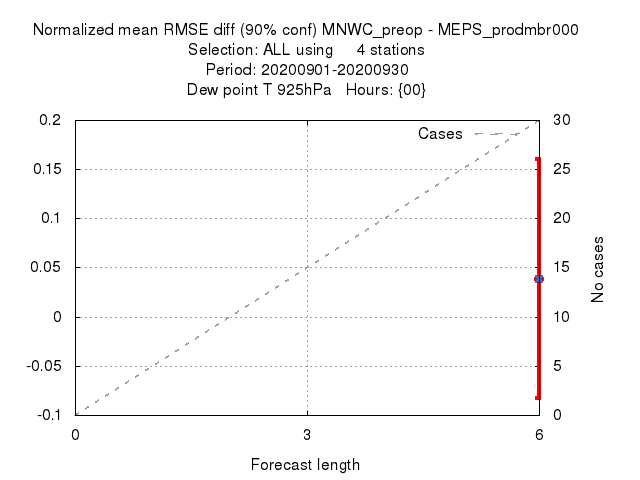 Normalized mean RMSE diff (90% conf) MNWC_preop - MEPS_prodmbr000
Selection: ALL using     4 stations
Period: 20200901-20200930
Dew point T 925hPa   Hours: {00}
0.2
0.15
0.1
0.05
0
-0.05
-0.1
Cases
30
25
20
15
10
5
0
No cases
0
3
6
Forecast length